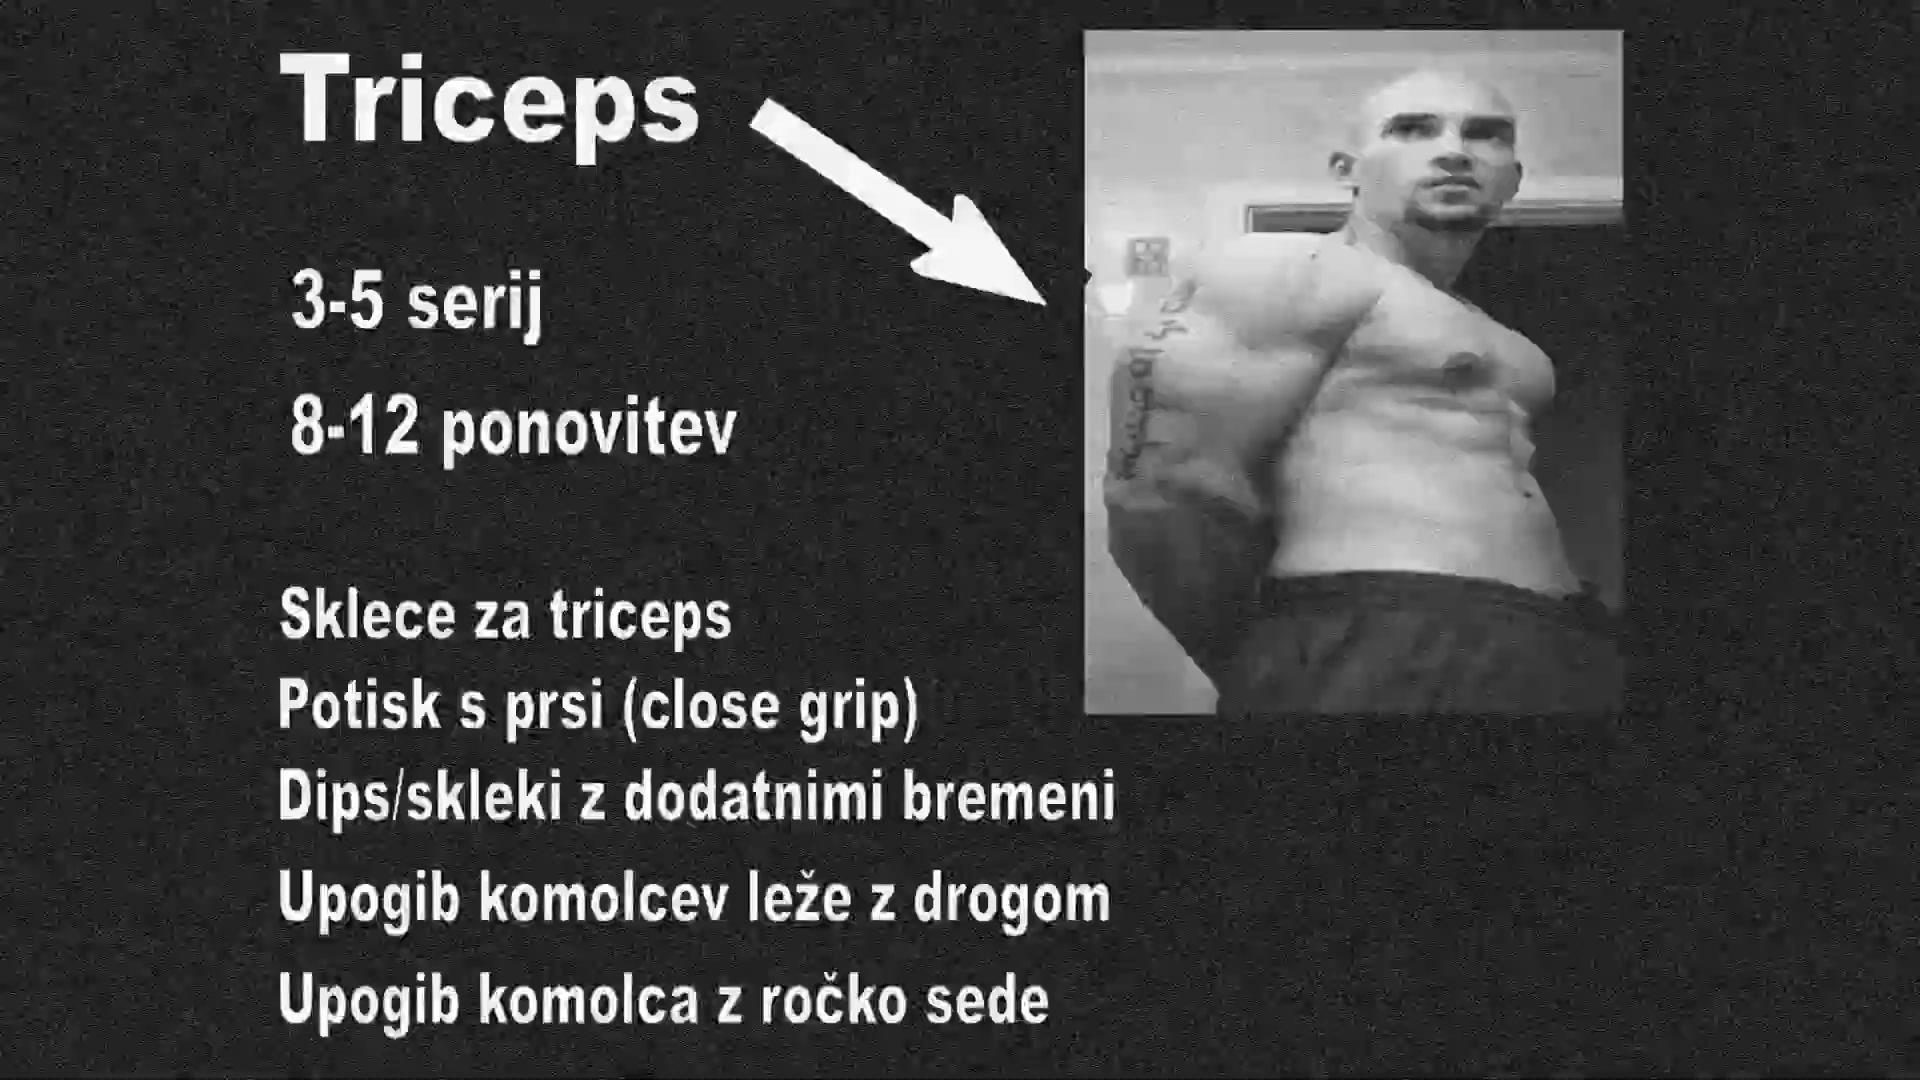 Triceps
3-5 serij
8-12 ponovitev
Sklece za triceps
Potisk s prsi (close grip)
Dips/skleki z dodatnimi bremeni
Upogib komolcev leže z drogom
Upogib komolca z ročko sede